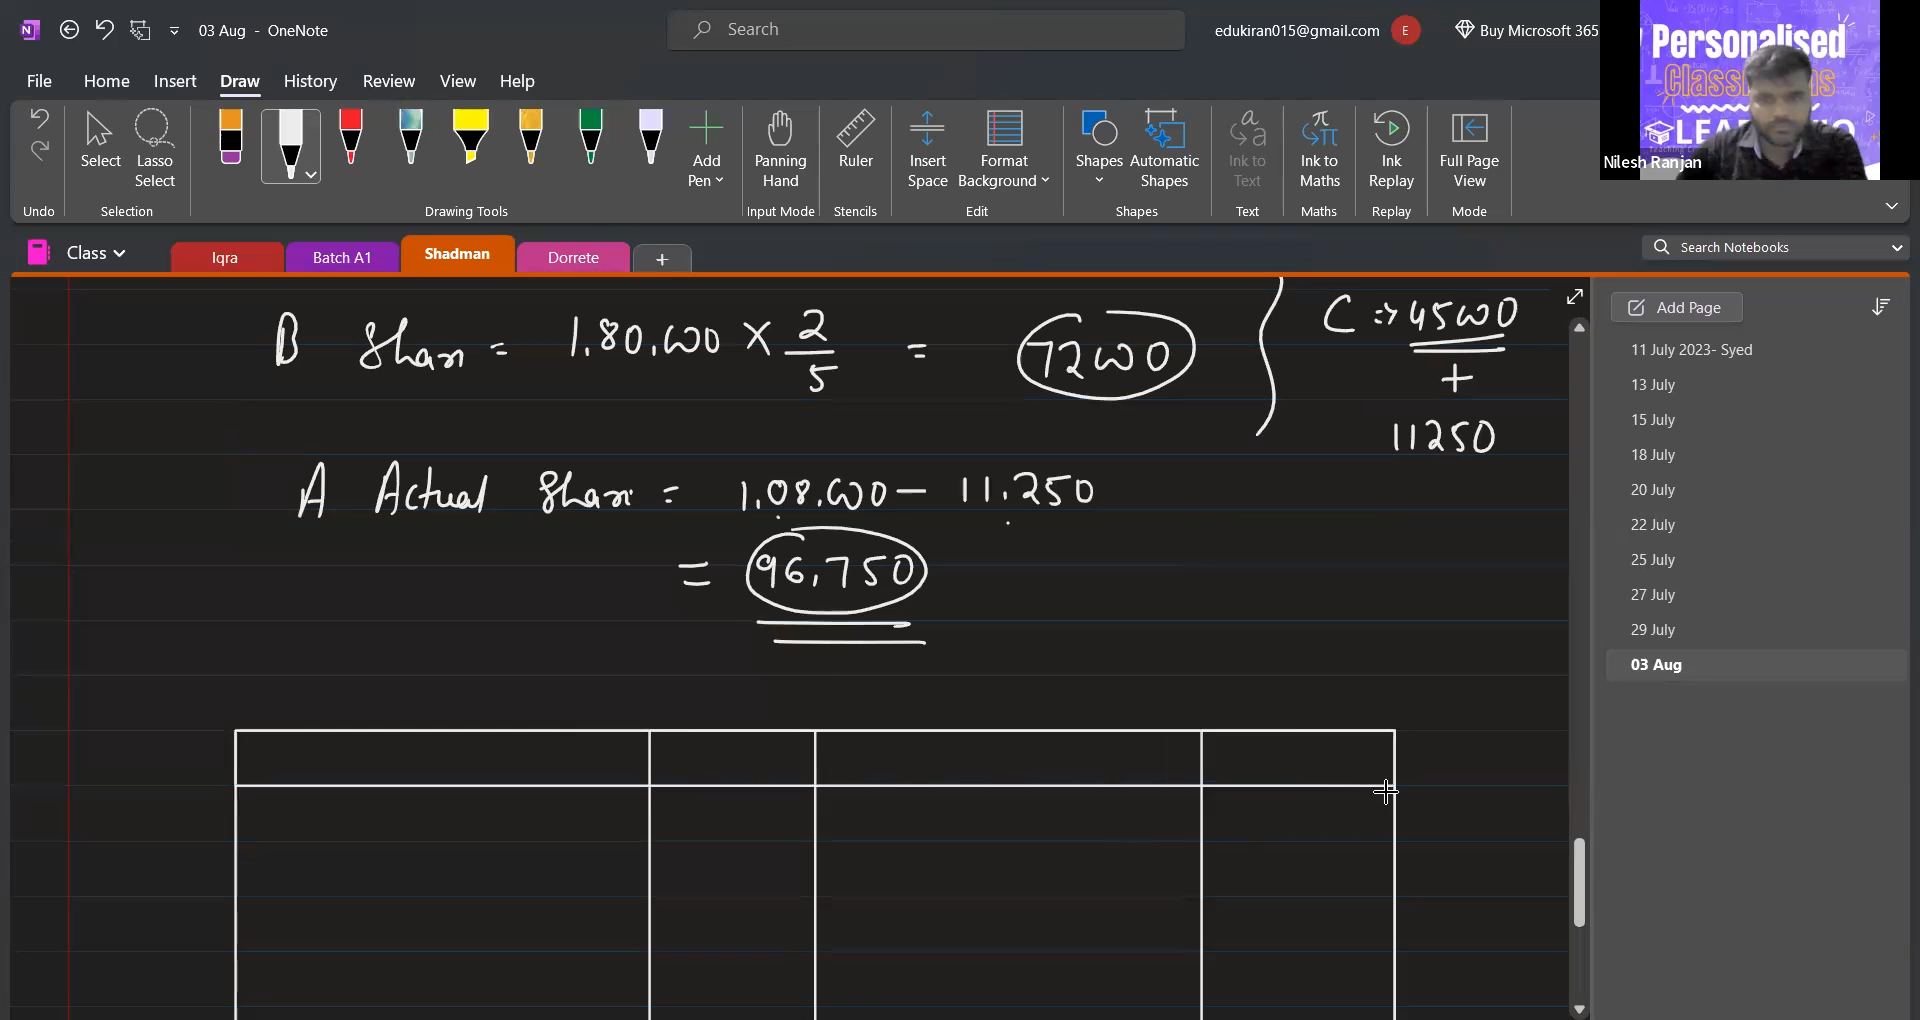 03 Aug - OneNote
Search
edukiran015@gmail.com
E
Buy Microsoft 365
Personalised
Nilesh Ranjan
File Home Insert Draw History Review View Help
Select
Lasso Select
Add Pen
Panning Hand
Ruler
Insert Space
Format Background
Shapes
Automatic Shapes
Ink to Text
Ink to Maths
Ink Replay
Full Page View
Undo Selection Drawing Tools Input Mode Stencils Edit Shapes Text Maths Replay Mode
Class
Iqra Batch A1 Shadman Dorrete +
Search Notebooks
Add Page
11 July 2023- Syed
13 July
15 July
18 July
20 July
22 July
25 July
27 July
29 July
03 Aug
B Share = 1.80.000 × 2/5 = 72000
C => 45000
+
11250
A Actual Share = 1.08.000 - 11.250
= 96.750